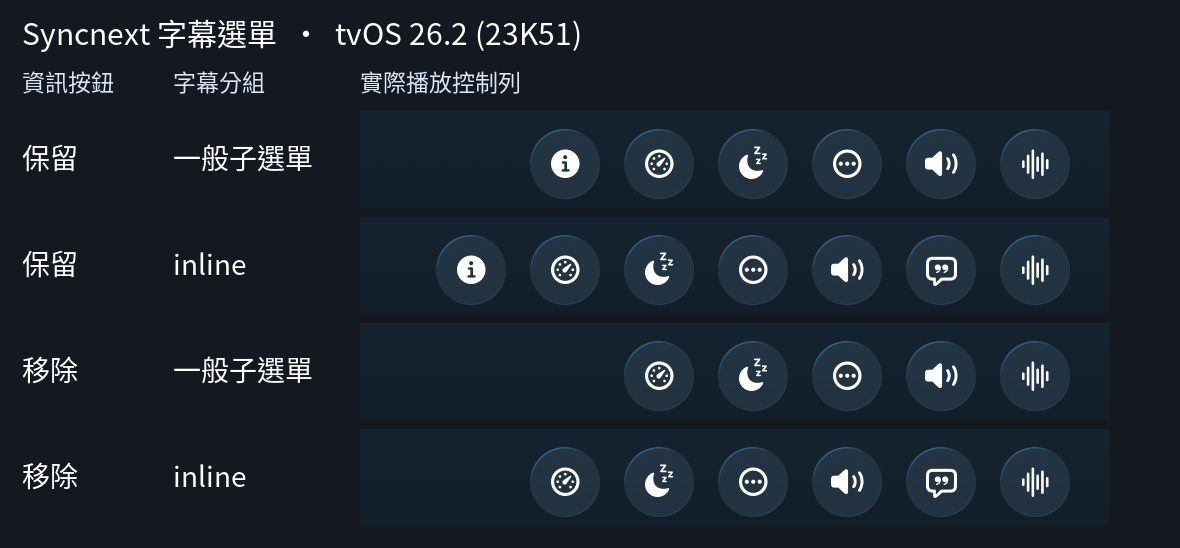 Syncnext 字幕選單 • tvOS 26.2 (23K51)
資訊按鈕 字幕分組 實際播放控制列
保留 一般子選單
保留 inline
移除 一般子選單
移除 inline